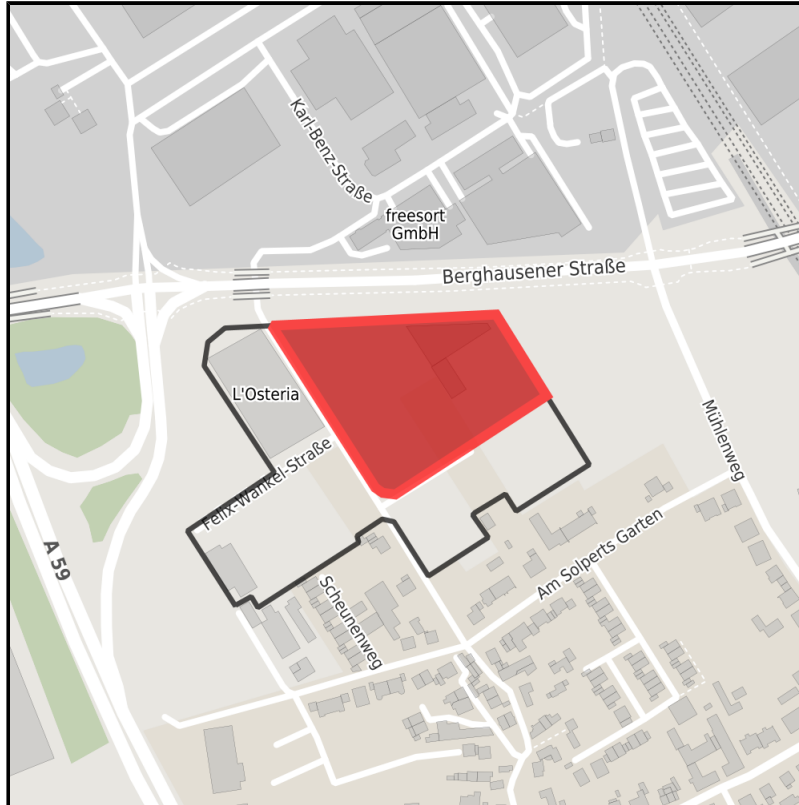 Karl-Benz-Straße
freesort
GmbH
Berghausener Straße
L'Osteria
Mühlenweg
Felix-Wankel-Straße
Am Solperts Garten
A 59
Scheunenweg